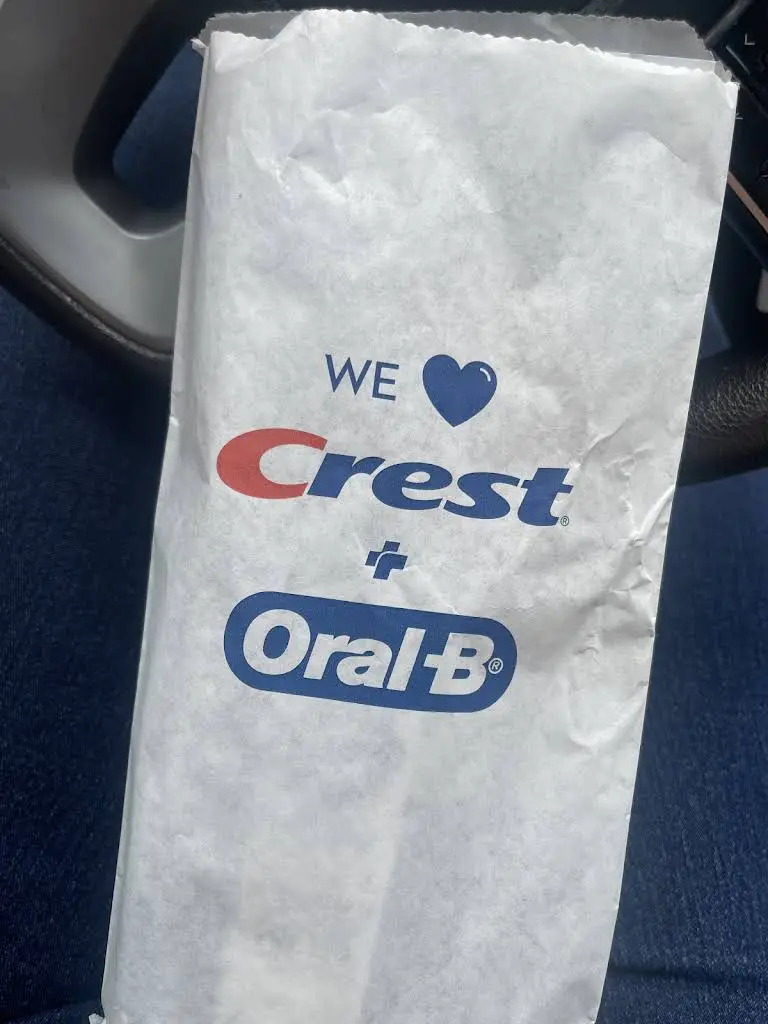 WE
Crest®
+
Oral-B®